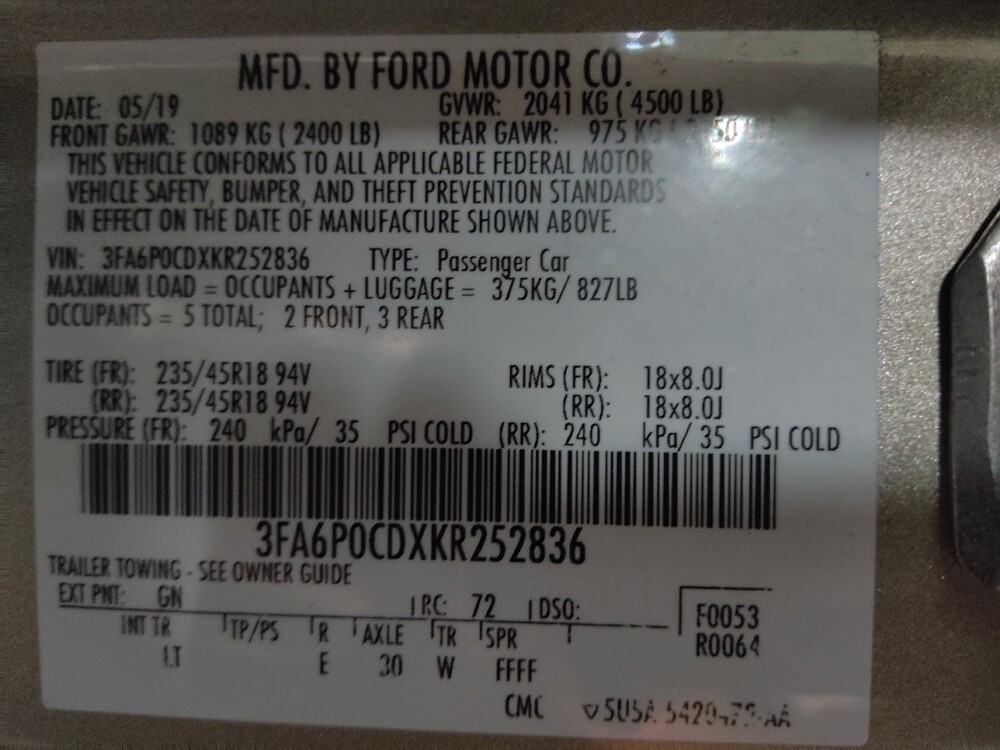 MFD. BY FORD MOTOR CO.
DATE: 05/19 GVWR: 2041 KG ( 4500 LB)
FRONT GAWR: 1089 KG ( 2400 LB) REAR GAWR: 975 KG
THIS VEHICLE CONFORMS TO ALL APPLICABLE FEDERAL MOTOR
VEHICLE SAFETY, BUMPER, AND THEFT PREVENTION STANDARDS
IN EFFECT ON THE DATE OF MANUFACTURE SHOWN ABOVE.
VIN: 3FA6P0CDXKR252836 TYPE: Passenger Car
MAXIMUM LOAD = OCCUPANTS + LUGGAGE = 375KG/ 827LB
OCCUPANTS = 5 TOTAL; 2 FRONT, 3 REAR
TIRE (FR): 235/45R18 94V RIMS (FR): 18x8.0J
(RR): 235/45R18 94V (RR): 18x8.0J
PRESSURE (FR): 240 kPa/ 35 PSI COLD (RR): 240 kPa/ 35 PSI COLD
3FA6P0CDXKR252836
TRAILER TOWING - SEE OWNER GUIDE
EXT PNT: GN RC: 72 DSO: F0053
INT TR TP/PS R AXLE TR SPR R0064
LT E 30 W FFFF
CMC